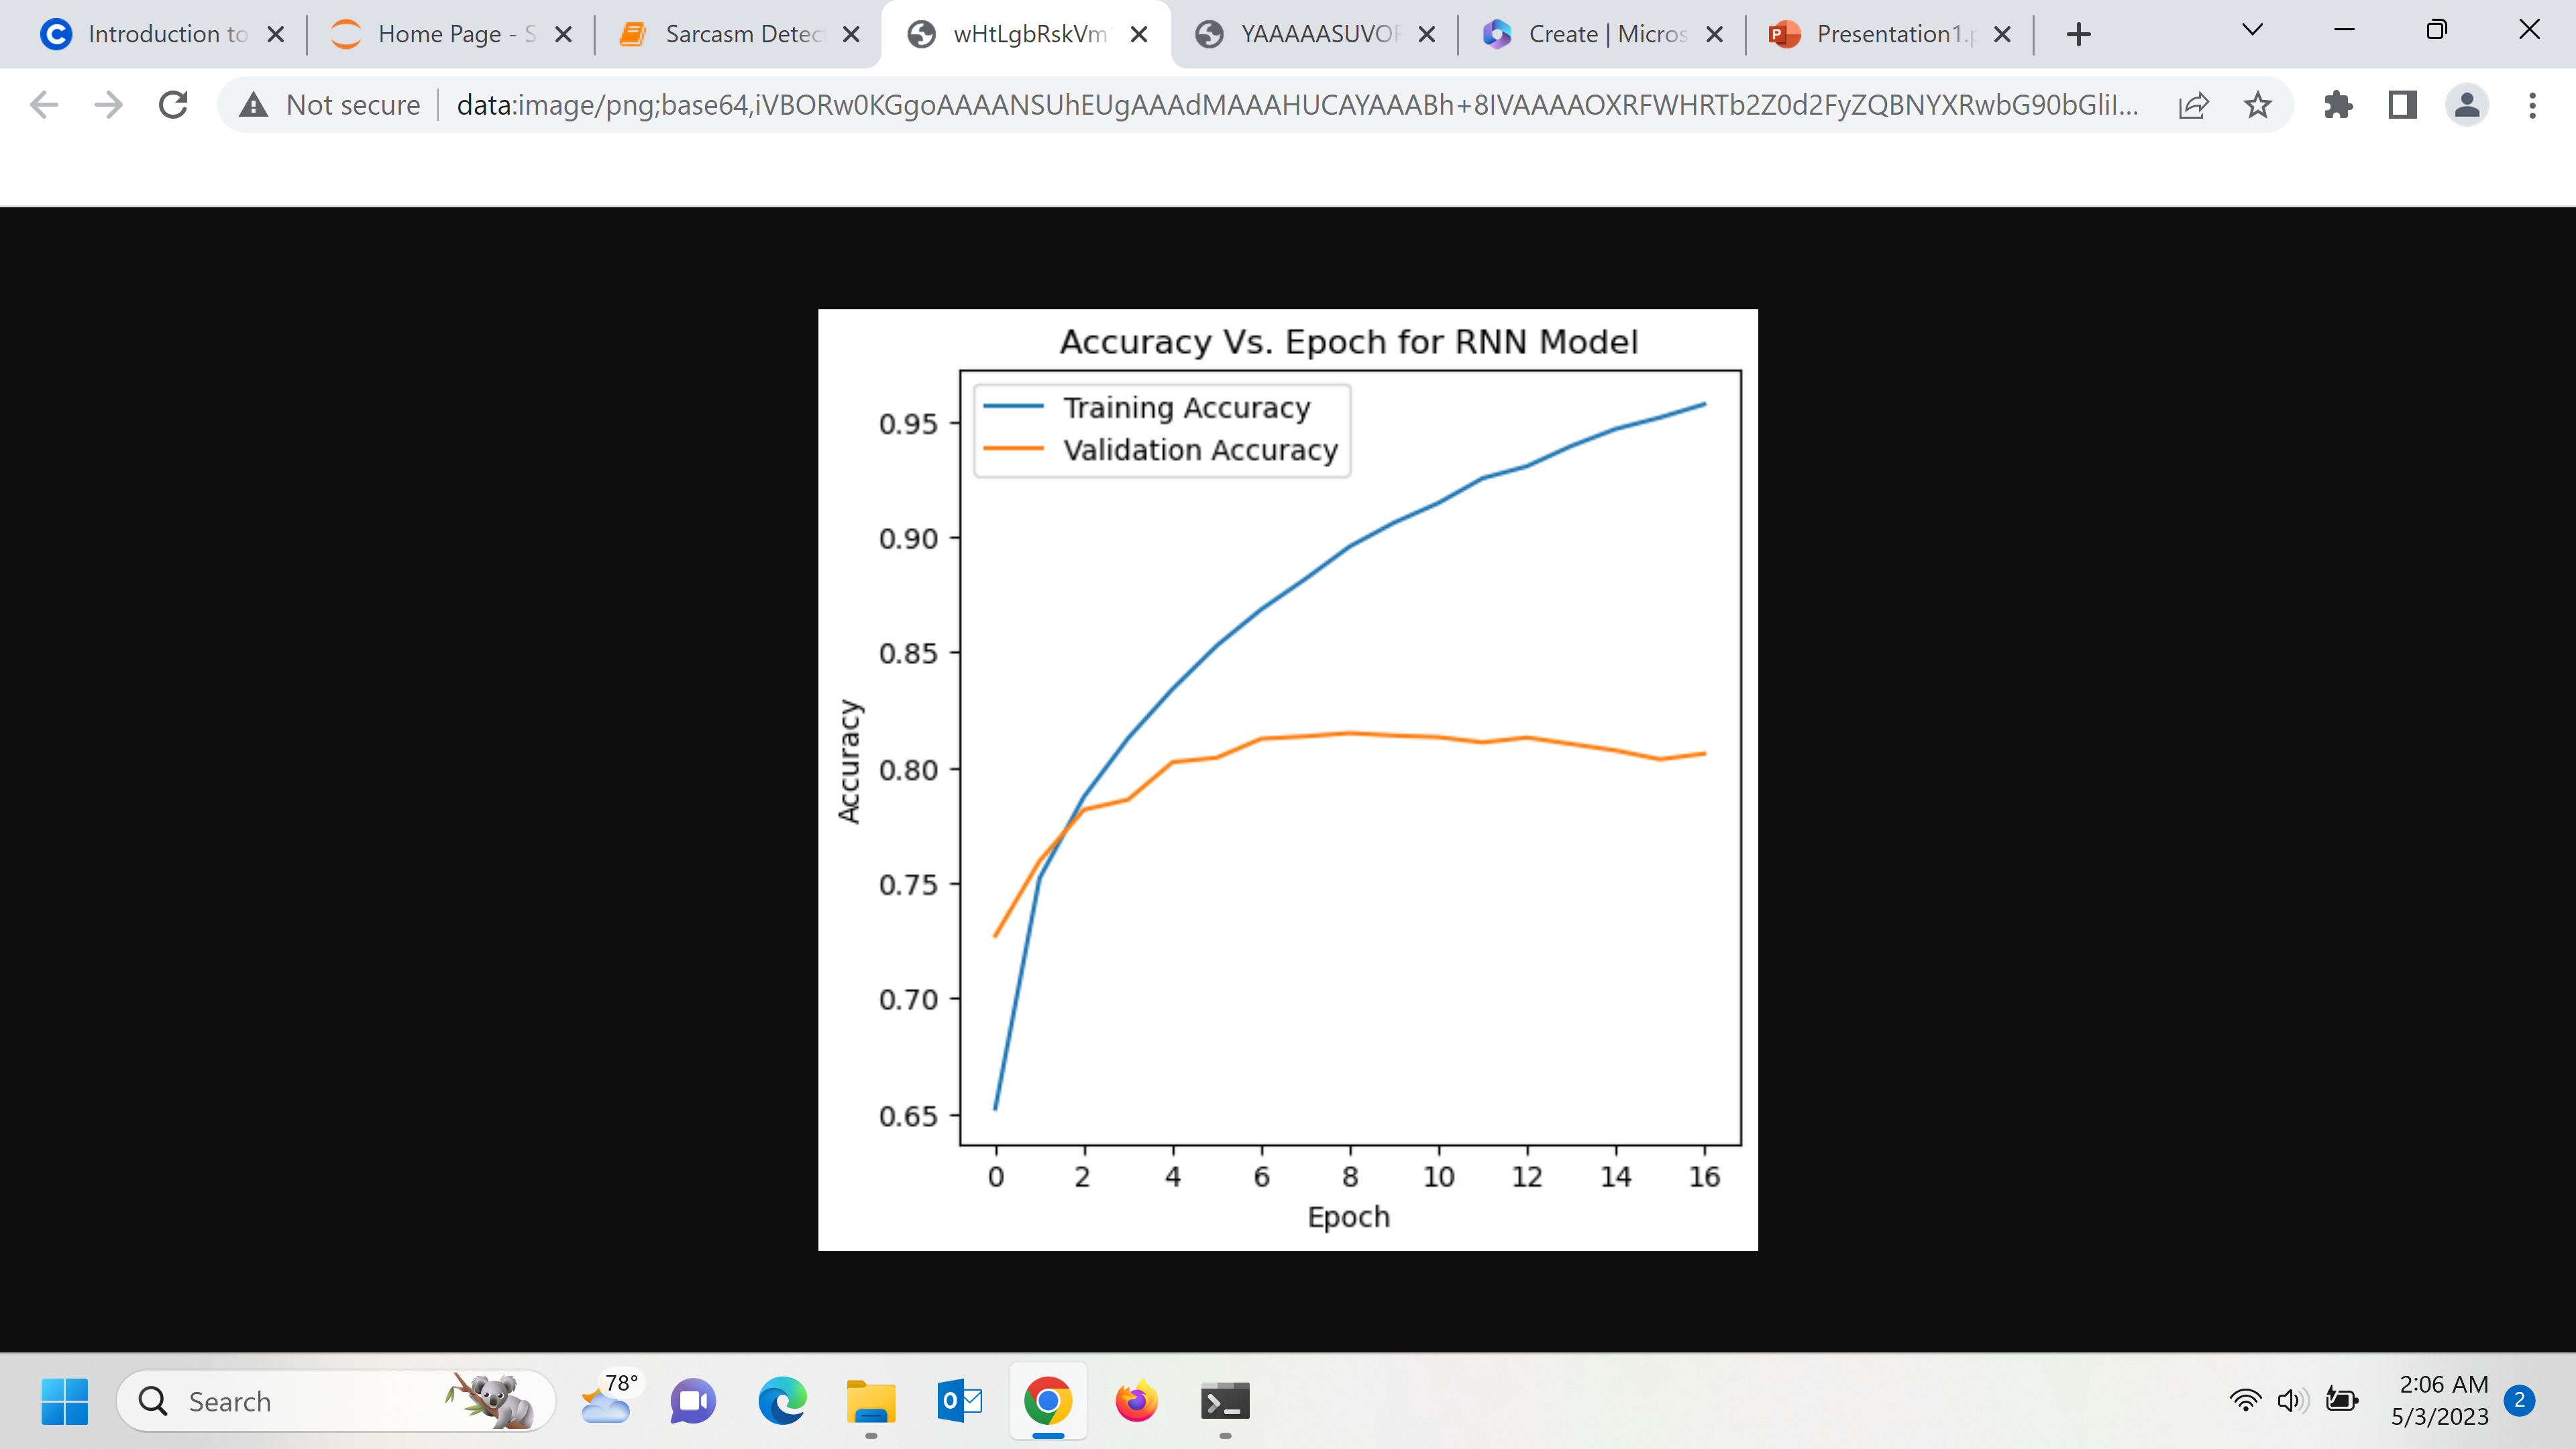 Introduction to
Home Page - S
Sarcasm Detec
wHtLgbRskVm
YAAAAASUVOR
Create | Micros
Presentation1.p
Not secure
data:image/png;base64,iVBORw0KGgoAAAANSUhEUgAAAdMAAAHUCAYAAABh+8IVAAAAOXRFWHRTb2Z0d2FyZQBNYXRwbG90bGliI...
Accuracy Vs. Epoch for RNN Model
Training Accuracy
Validation Accuracy
0.95
0.90
0.85
0.80
0.75
0.70
0.65
Accuracy
0 2 4 6 8 10 12 14 16
Epoch
Search
78°
2:06 AM
5/3/2023
2